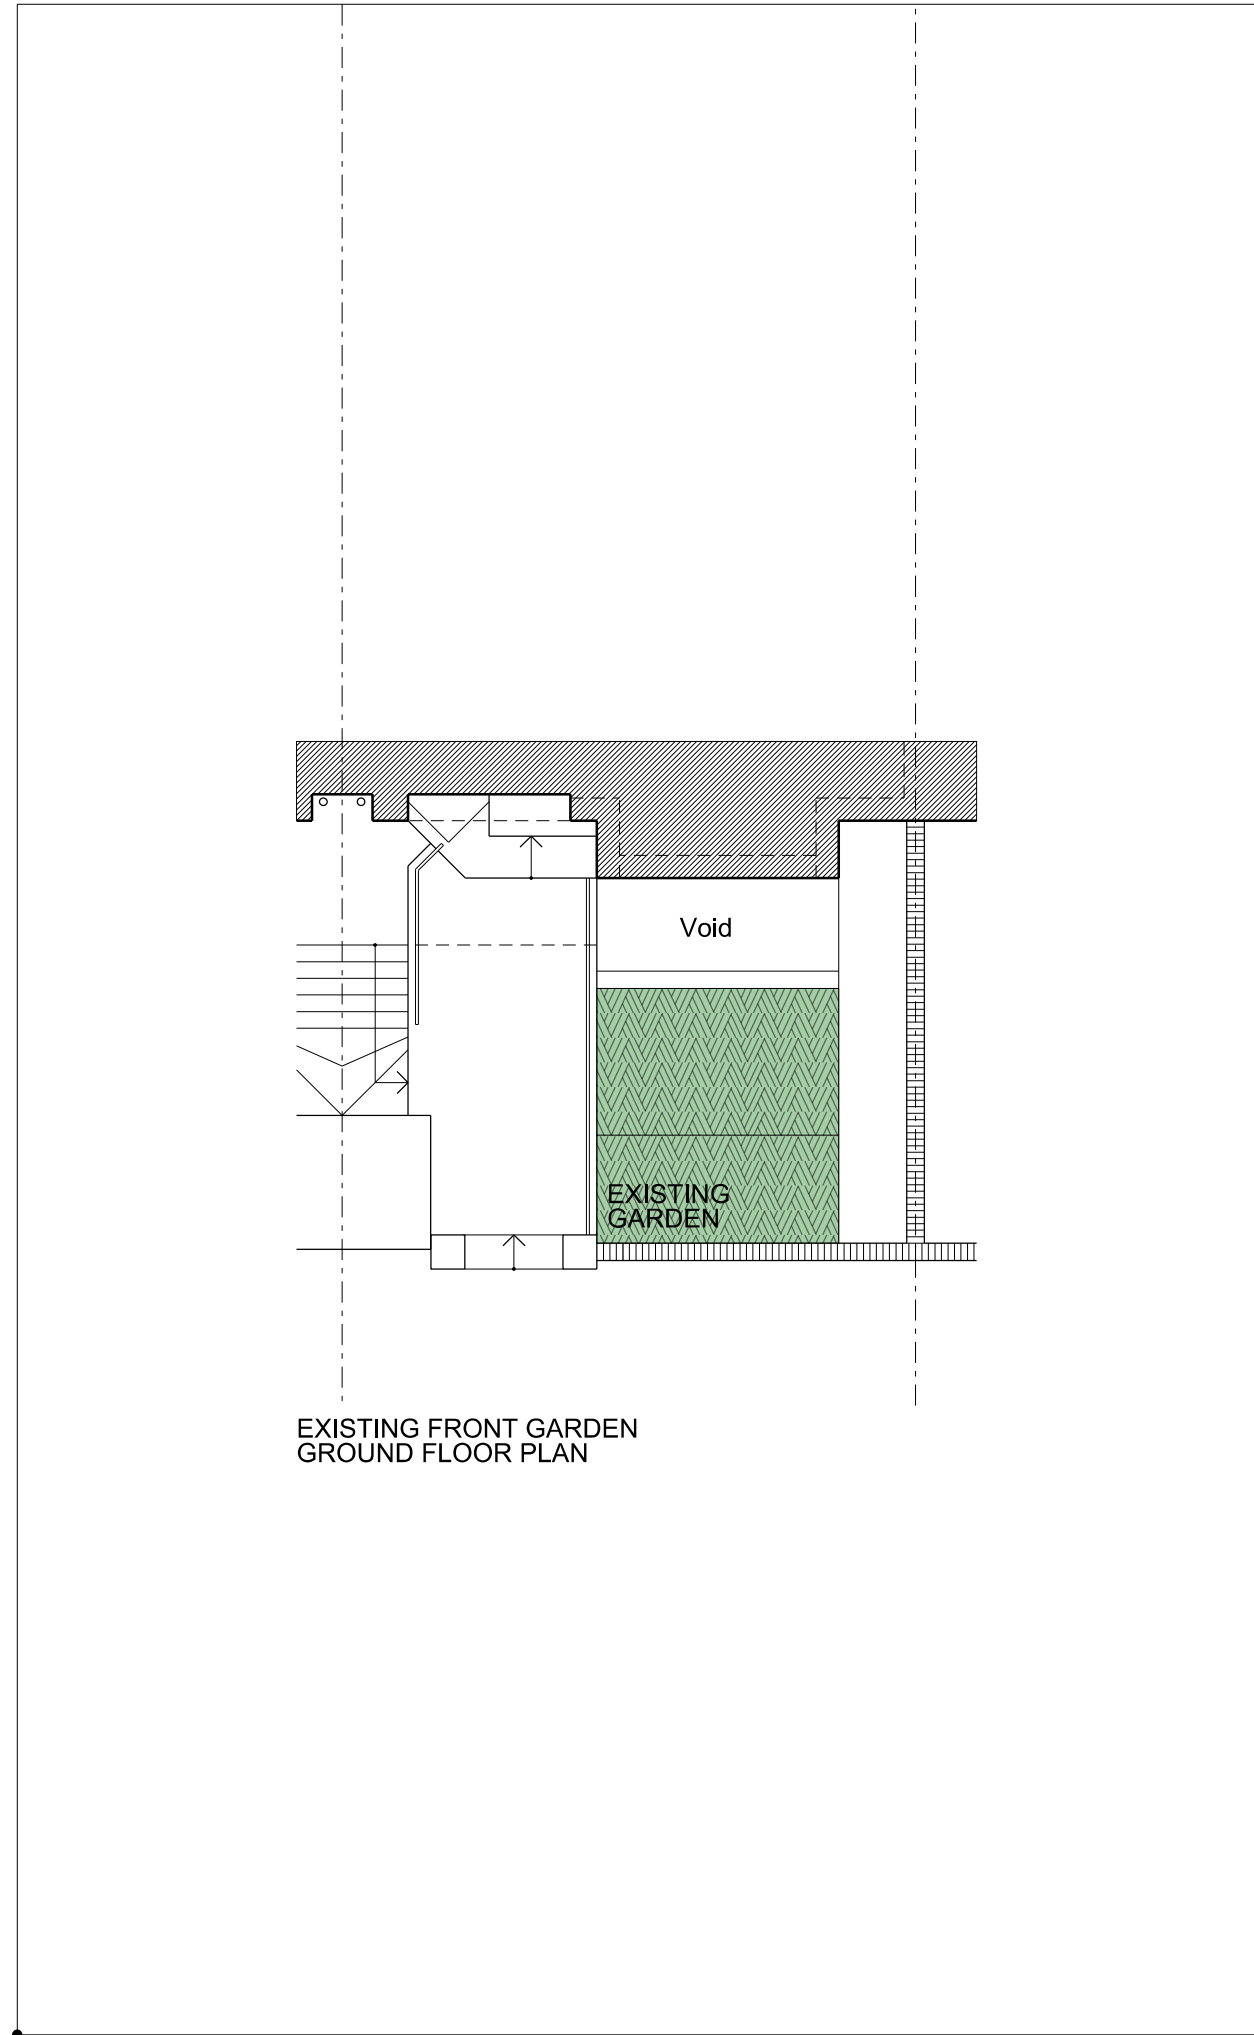 Void
EXISTING
GARDEN
EXISTING FRONT GARDEN
GROUND FLOOR PLAN